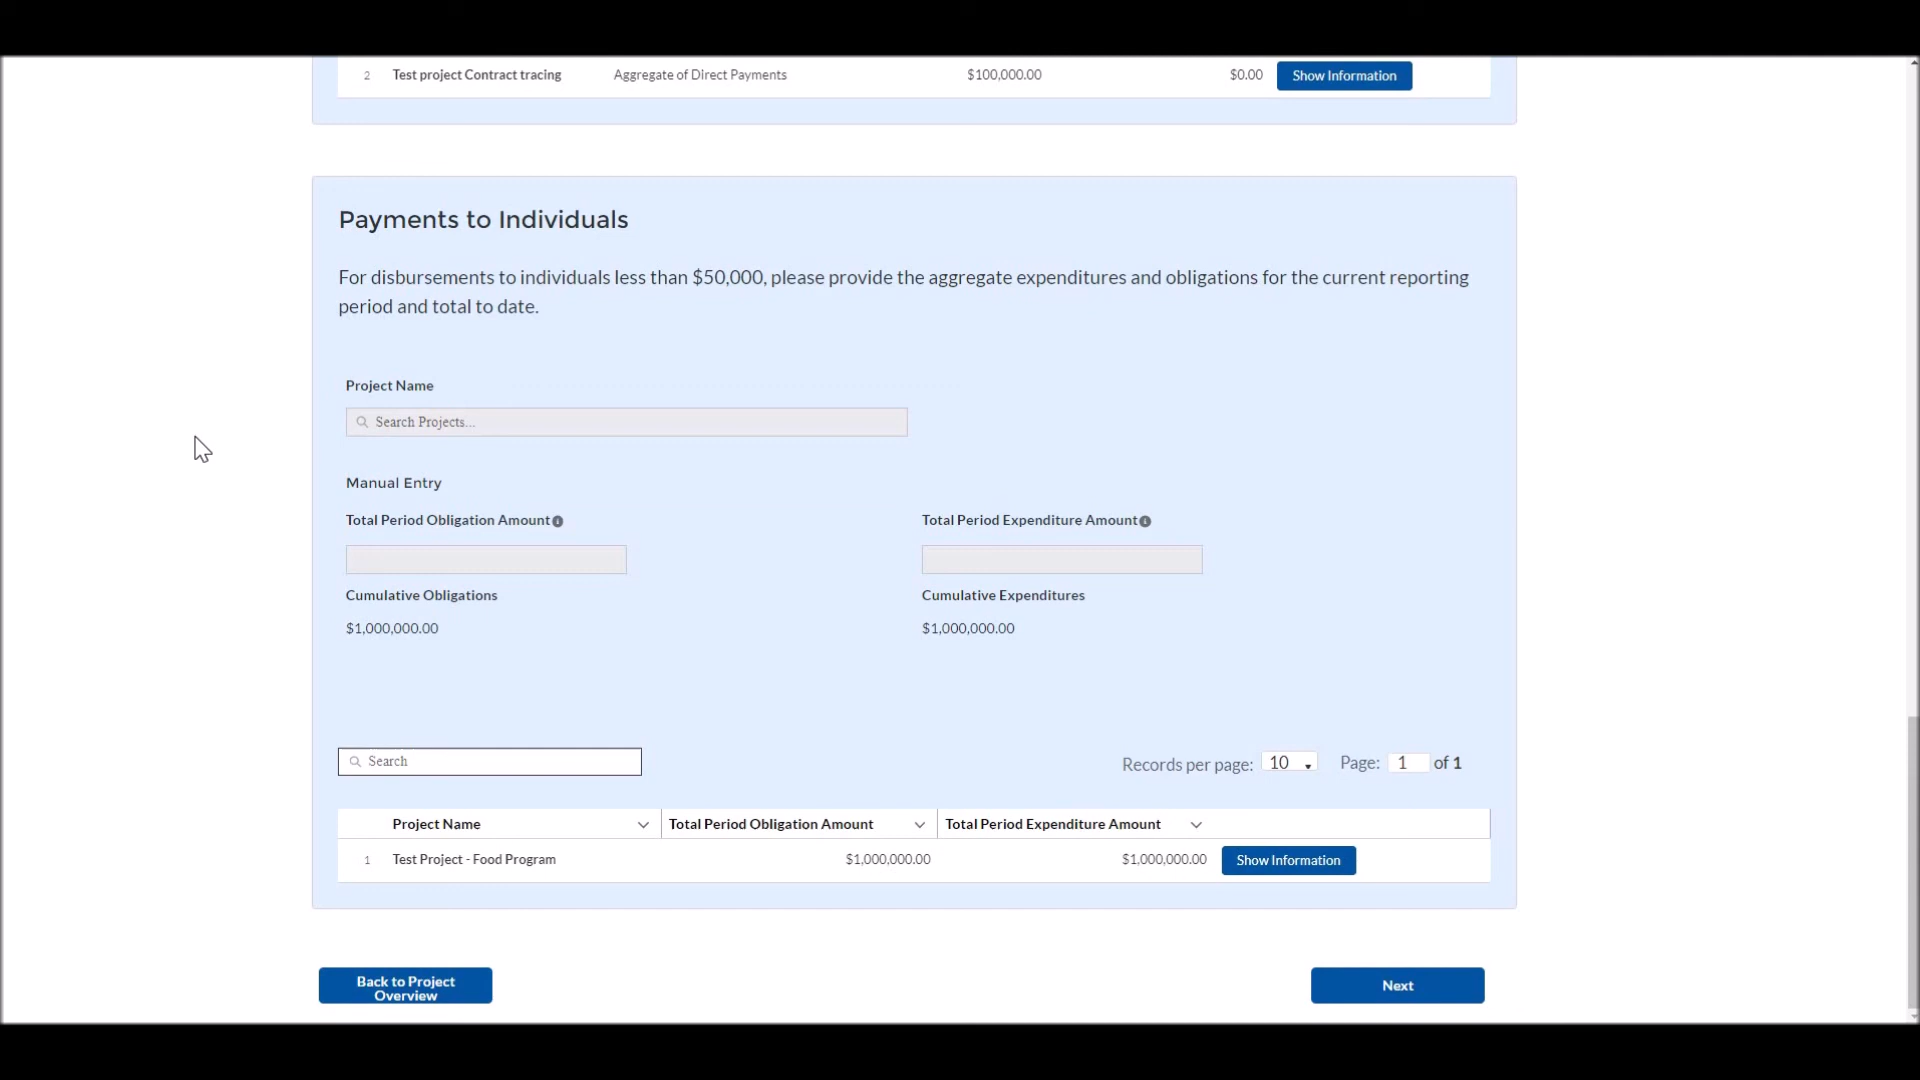 2 Test project Contract tracing Aggregate of Direct Payments $100,000.00 $0.00 Show Information
Payments to Individuals
For disbursements to individuals less than $50,000, please provide the aggregate expenditures and obligations for the current reporting
period and total to date.
Project Name
Search Projects...
Manual Entry
Total Period Obligation Amount Total Period Expenditure Amount
Cumulative Obligations Cumulative Expenditures
$1,000,000.00 $1,000,000.00
Search Records per page: 10 Page: 1 of 1
Project Name Total Period Obligation Amount Total Period Expenditure Amount
1 Test Project - Food Program $1,000,000.00 $1,000,000.00 Show Information
Back to Project
Overview
Next